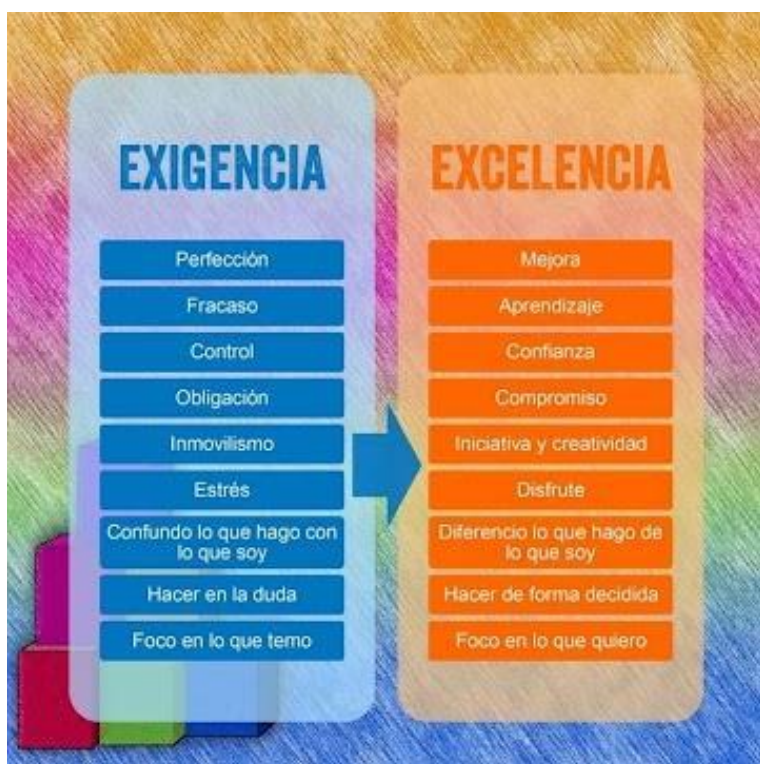 EXIGENCIA
Perfección
Fracaso
Control
Obligación
Inmovilismo
Estrés
Confundo lo que hago con
lo que soy
Hacer en la duda
Foco en lo que temo
EXCELENCIA
Mejora
Aprendizaje
Confianza
Compromiso
Iniciativa y creatividad
Disfrute
Diferencio lo que hago de
lo que soy
Hacer de forma decidida
Foco en lo que quiero